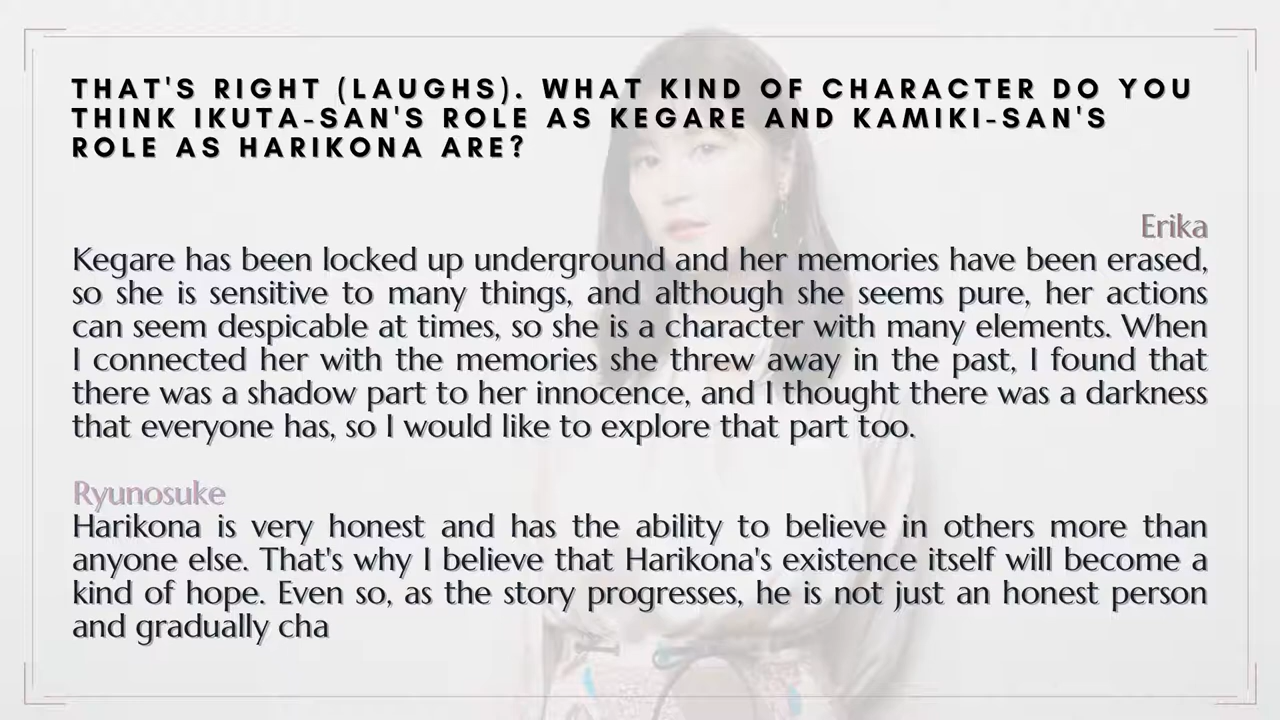 THAT'S RIGHT (LAUGHS). WHAT KIND OF CHARACTER DO YOU
THINK IKUTA-SAN'S ROLE AS KEGARE AND KAMIKI-SAN'S
ROLE AS HARIKONA ARE?
Erika
Kegare has been locked up underground and her memories have been erased,
so she is sensitive to many things, and although she seems pure, her actions
can seem despicable at times, so she is a character with many elements. When
I connected her with the memories she threw away in the past, I found that
there was a shadow part to her innocence, and I thought there was a darkness
that everyone has, so I would like to explore that part too.
Ryunosuke
Harikona is very honest and has the ability to believe in others more than
anyone else. That's why I believe that Harikona's existence itself will become a
kind of hope. Even so, as the story progresses, he is not just an honest person
and gradually cha